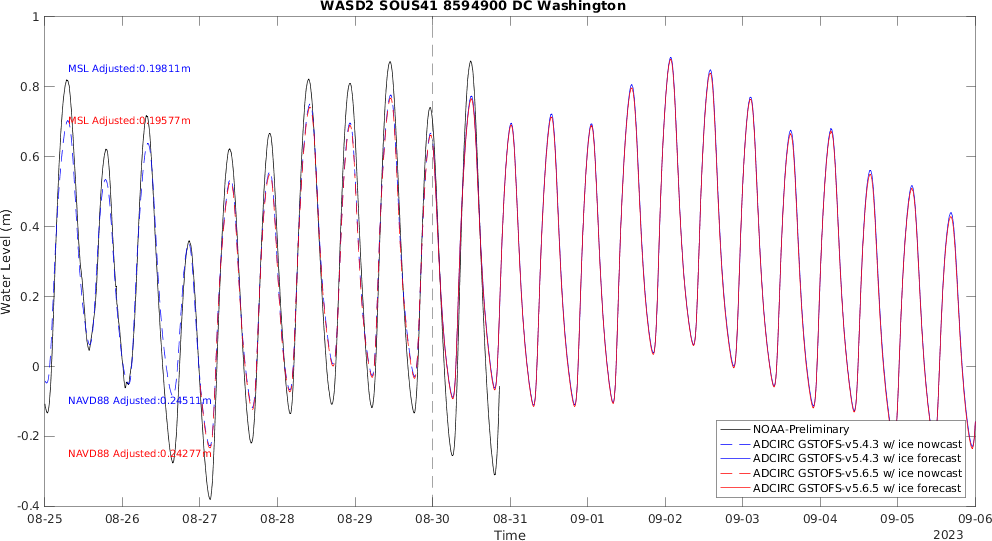 WASD2 SOUS41 8594900 DC Washington
1
0.8
0.6
0.4
0.2
0
-0.2
-0.4
Water Level (m)
MSL Adjusted:0.19811m
MSL Adjusted:0.19577m
NAVD88 Adjusted:0.24511m
NAVD88 Adjusted:0.24277m
NOAA-Preliminary
ADCIRC GSTOFS-v5.4.3 w/ ice nowcast
ADCIRC GSTOFS-v5.4.3 w/ ice forecast
ADCIRC GSTOFS-v5.6.5 w/ ice nowcast
ADCIRC GSTOFS-v5.6.5 w/ ice forecast
08-25 08-26 08-27 08-28 08-29 08-30 08-31 09-01 09-02 09-03 09-04 09-05 09-06
Time
2023